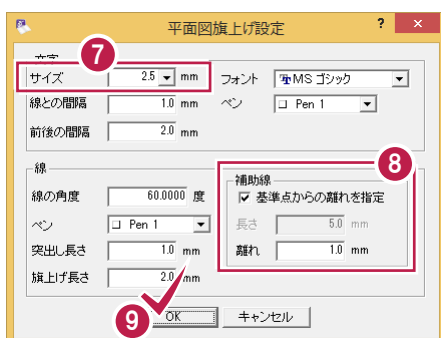 平面図旗上げ設定 ? ×
文字
7
サイズ 2.5 mm フォント MS ゴシック
線との間隔 1.0 mm ペン Pen 1
前後の間隔 2.0 mm
8
線
補助線
線の角度 60.0000 度 基準点からの離れを指定
ペン Pen 1 長さ 5.0 mm
突出し長さ 1.0 mm 離れ 1.0 mm
旗上げ長さ 2.0 mm
9 OK キャンセル